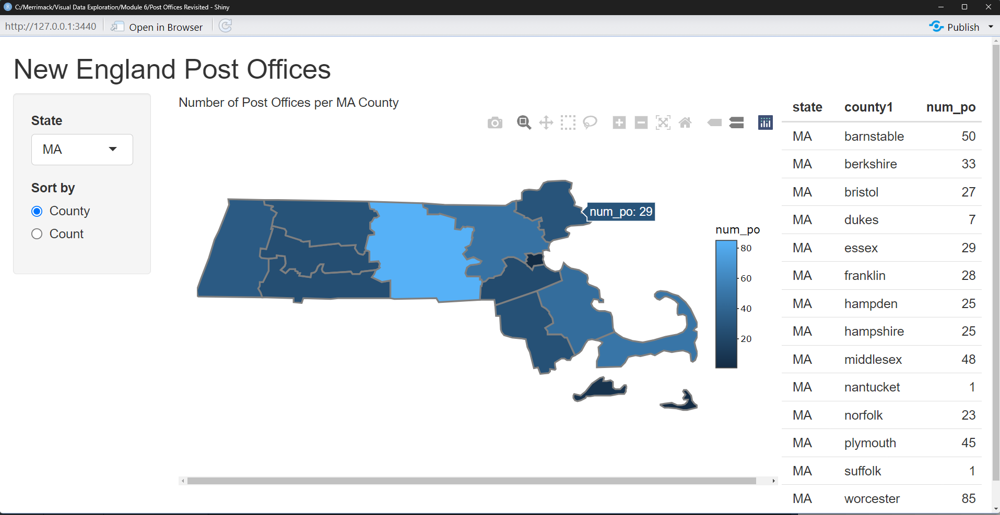 C:/Merrimack/Visual Data Exploration/Module 6/Post Offices Revisited - Shiny
http://127.0.0.1:3440
Open in Browser
Publish
New England Post Offices
State
MA
Sort by
County
Count
Number of Post Offices per MA County
num_po: 29
num_po
80
60
40
20
state county1 num_po
MA barnstable 50
MA berkshire 33
MA bristol 27
MA dukes 7
MA essex 29
MA franklin 28
MA hampden 25
MA hampshire 25
MA middlesex 48
MA nantucket 1
MA norfolk 23
MA plymouth 45
MA suffolk 1
MA worcester 85